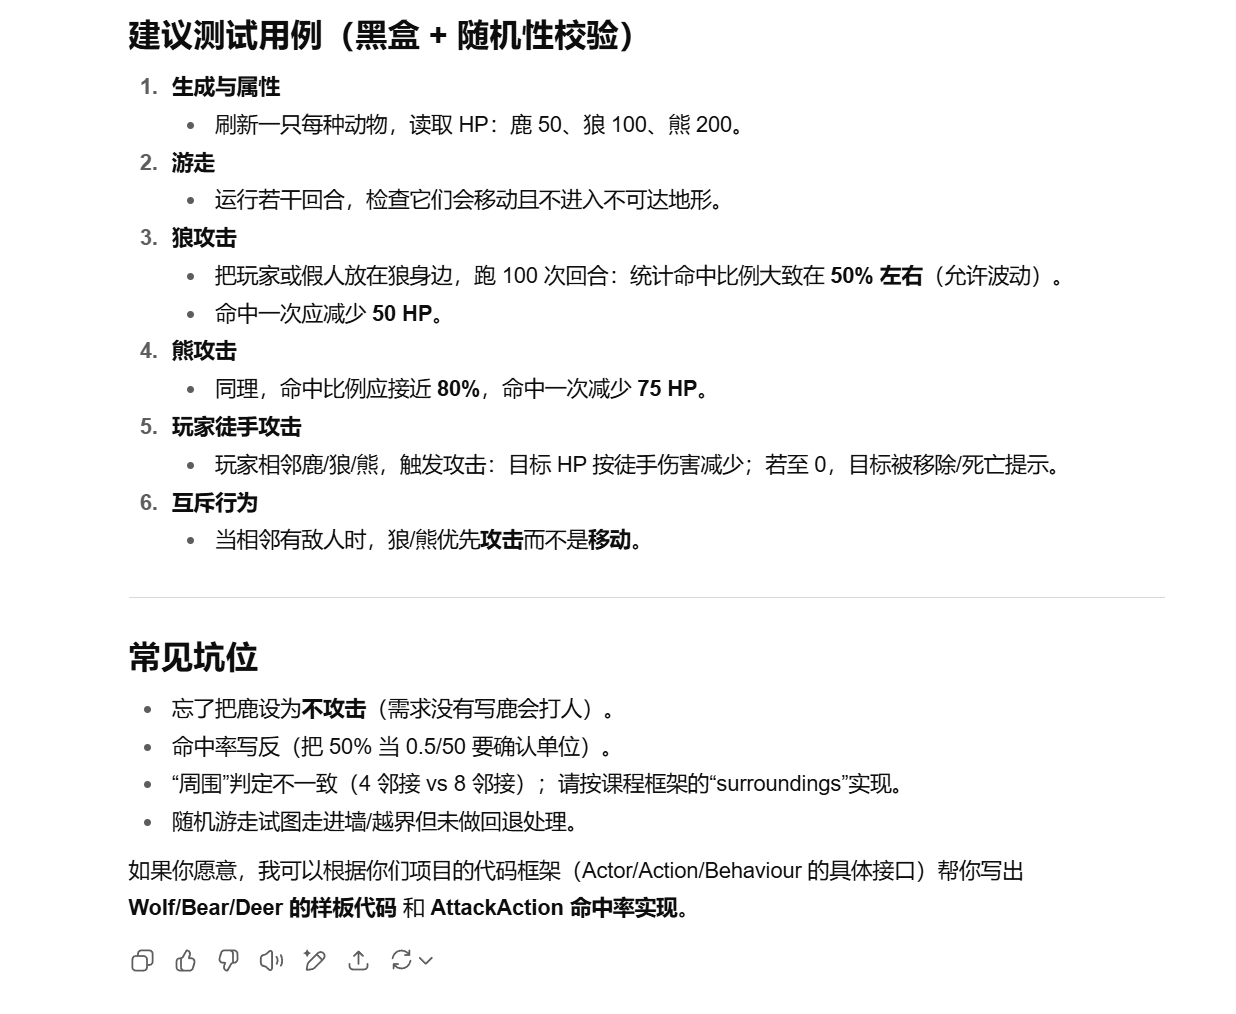 建议测试用例（黑盒 + 随机性校验）
1. 生成与属性
• 刷新一只每种动物，读取 HP：鹿 50、狼 100、熊 200。
2. 游走
• 运行若干回合，检查它们会移动且不进入不可达地形。
3. 狼攻击
• 把玩家或假人放在狼身边，跑 100 次回合：统计命中比例大致在 50% 左右（允许波动）。
• 命中一次应减少 50 HP。
4. 熊攻击
• 同理，命中比例应接近 80%，命中一次减少 75 HP。
5. 玩家徒手攻击
• 玩家相邻鹿/狼/熊，触发攻击：目标 HP 按徒手伤害减少；若至 0，目标被移除/死亡提示。
6. 互斥行为
• 当相邻有敌人时，狼/熊优先攻击而不是移动。
常见坑位
• 忘了把鹿设为不攻击（需求没有写鹿会打人）。
• 命中率写反（把 50% 当 0.5/50 要确认单位）。
• “周围”判定不一致（4 邻接 vs 8 邻接）；请按课程框架的“surroundings”实现。
• 随机游走试图走进墙/越界但未做回退处理。
如果你愿意，我可以根据你们项目的代码框架（Actor/Action/Behaviour 的具体接口）帮你写出
Wolf/Bear/Deer 的样板代码 和 AttackAction 命中率实现。